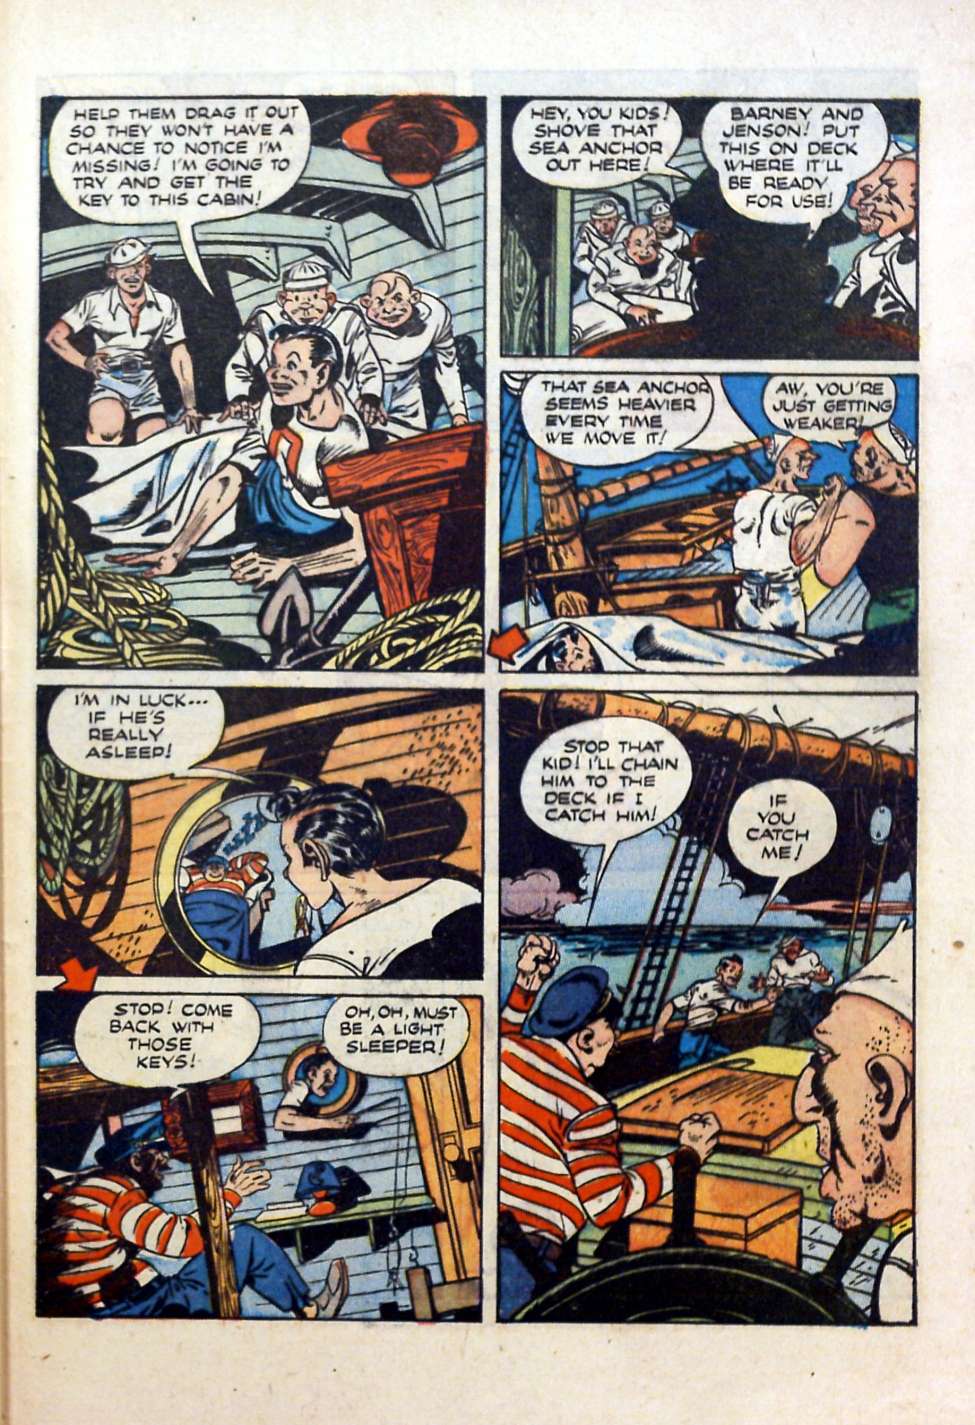 HELP THEM DRAG IT OUT
SO THEY WON'T HAVE A
CHANCE TO NOTICE I'M
MISSING! I'M GOING TO
TRY AND GET THE
KEY TO THIS CABIN!
HEY, YOU KIDS!
SHOVE THAT
SEA ANCHOR
OUT HERE!
BARNEY AND
JENSON! PUT
THIS ON DECK
WHERE IT'LL
BE READY
FOR USE!
THAT SEA ANCHOR
SEEMS HEAVIER
EVERY TIME
WE MOVE IT!
AW, YOU'RE
JUST GETTING
WEAKER!
I'M IN LUCK---
IF HE'S
REALLY
ASLEEP!
STOP! COME
BACK WITH
THOSE
KEYS!
OH, OH, MUST
BE A LIGHT
SLEEPER!
STOP THAT
KID! I'LL CHAIN
HIM TO THE
DECK IF I
CATCH HIM!
IF
YOU
CATCH
ME!